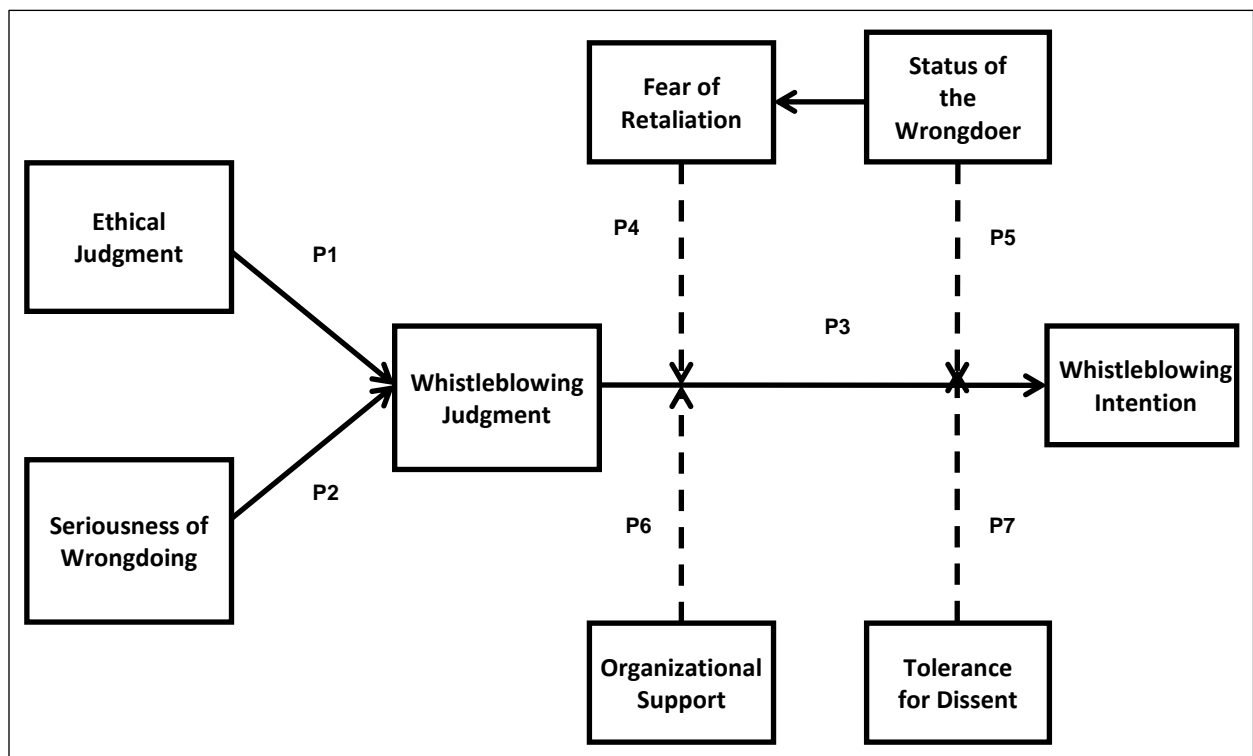 Fear of
Retaliation
Status of
the
Wrongdoer
Ethical
Judgment
P1
P4
P5
P3
Whistleblowing
Judgment
Whistleblowing
Intention
P2
Seriousness of
Wrongdoing
P6
P7
Organizational
Support
Tolerance
for Dissent